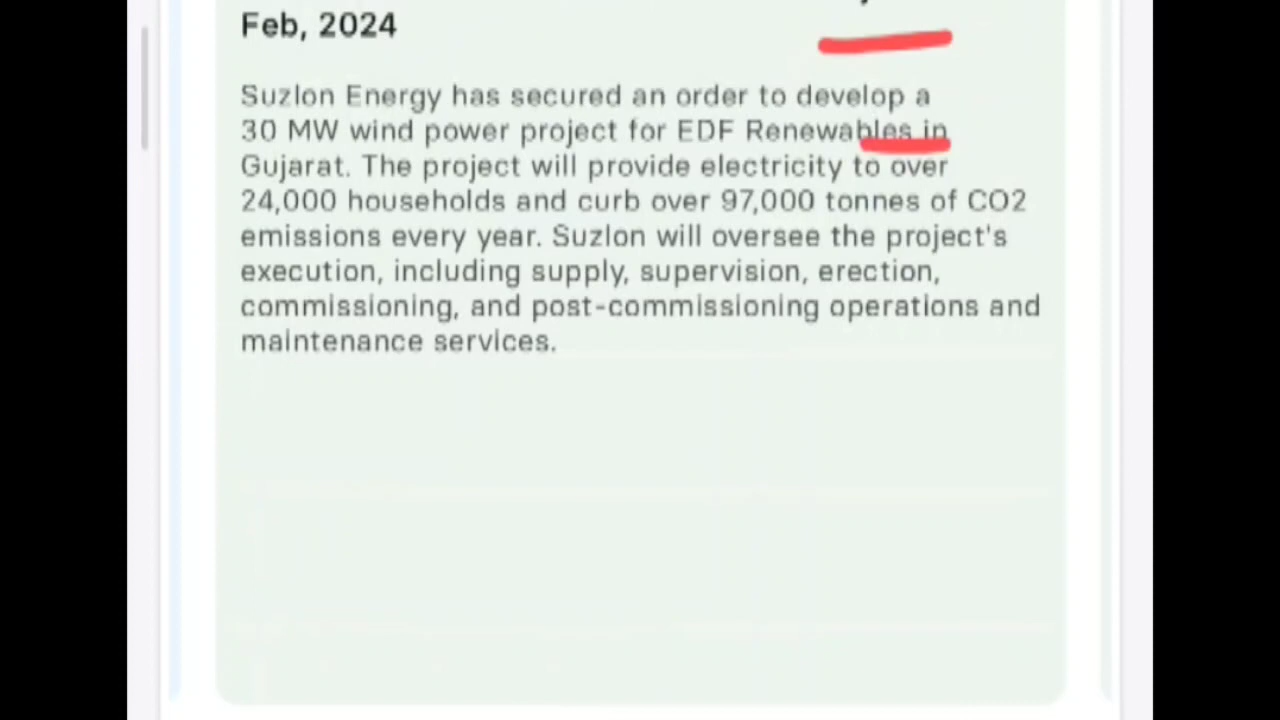 Feb, 2024
Suzlon Energy has secured an order to develop a
30 MW wind power project for EDF Renewables in
Gujarat. The project will provide electricity to over
24,000 households and curb over 97,000 tonnes of CO2
emissions every year. Suzlon will oversee the project's
execution, including supply, supervision, erection,
commissioning, and post-commissioning operations and
maintenance services.